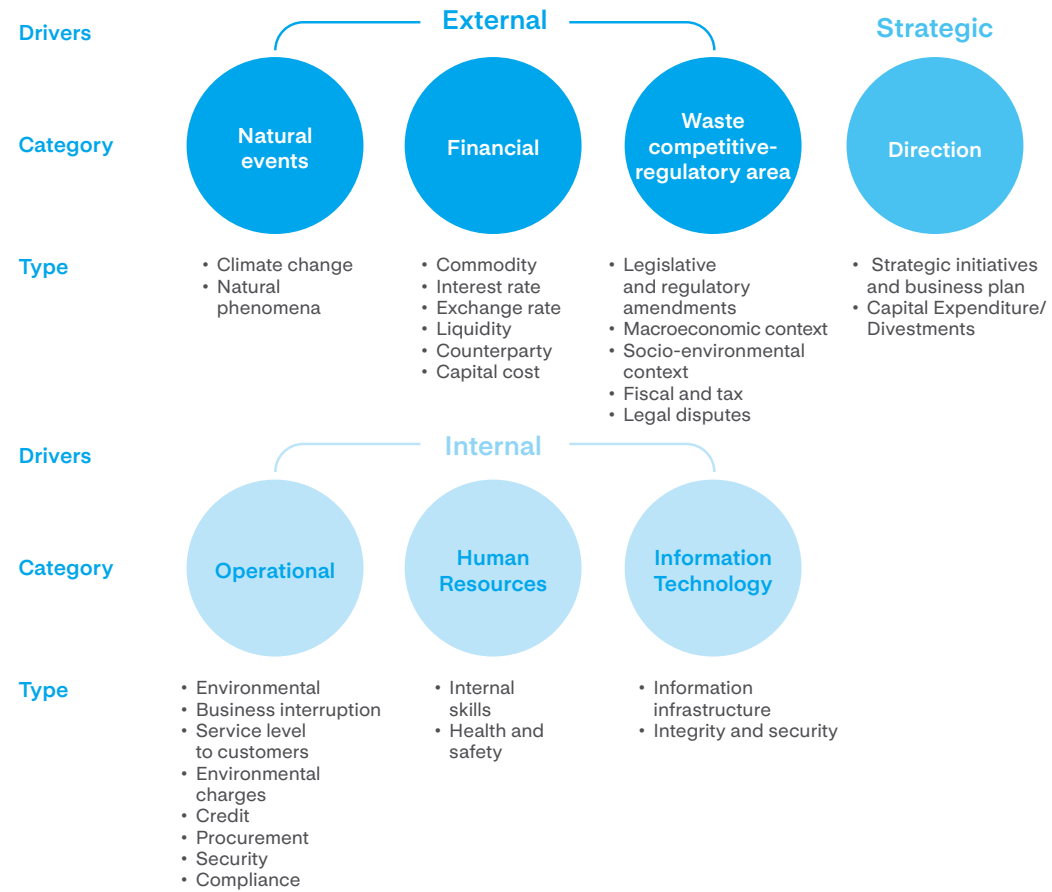 Drivers
External
Strategic
Category
Natural
events
Financial
Waste
competitive-
regulatory area
Direction
Type
• Climate change
• Natural
phenomena
• Commodity
• Interest rate
• Exchange rate
• Liquidity
• Counterparty
• Capital cost
• Legislative
and regulatory
amendments
• Macroeconomic context
• Socio-environmental
context
• Fiscal and tax
• Legal disputes
• Strategic initiatives
and business plan
• Capital Expenditure/
Divestments
Drivers
Internal
Category
Operational
Human
Resources
Information
Technology
Type
• Environmental
• Business interruption
• Service level
to customers
• Environmental
charges
• Credit
• Procurement
• Security
• Compliance
• Internal
skills
• Health and
safety
• Information
infrastructure
• Integrity and security